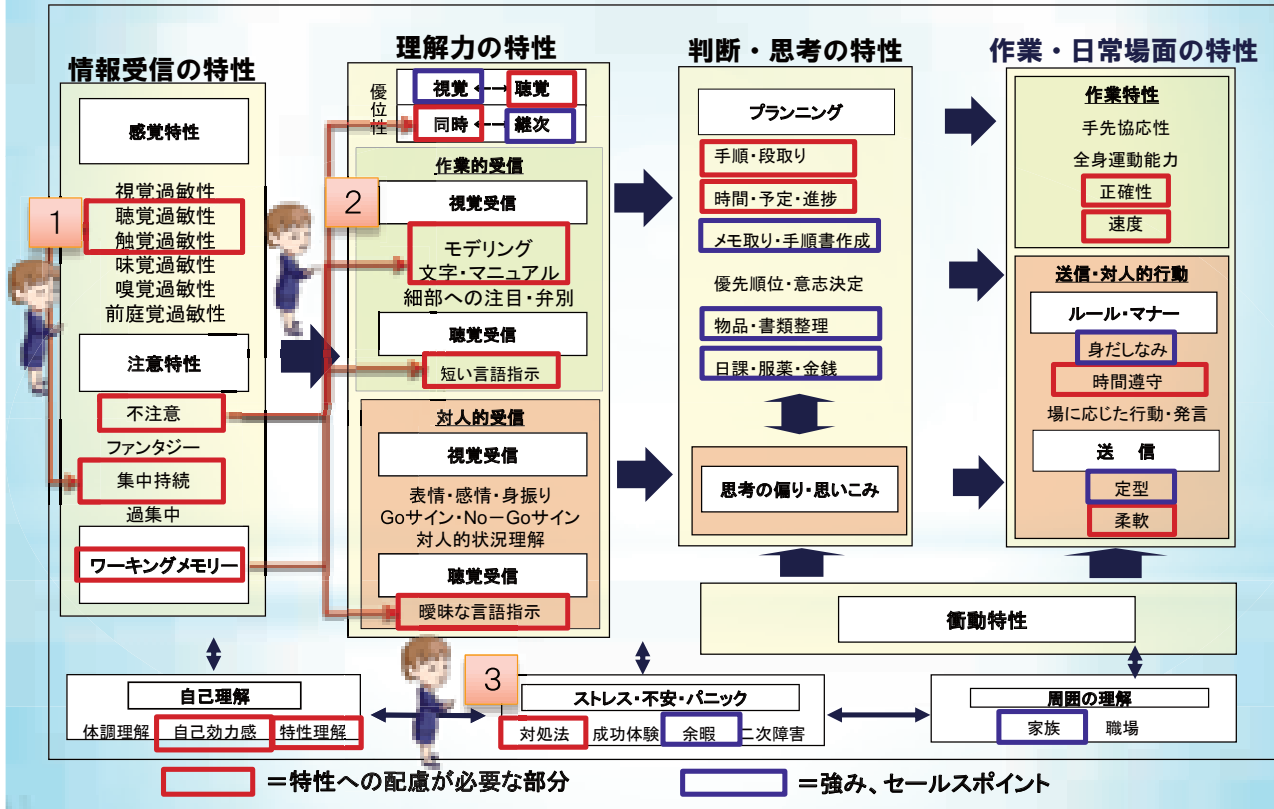 情報受信の特性
感覚特性
視覚過敏性
聴覚過敏性
触覚過敏性
味覚過敏性
嗅覚過敏性
前庭覚過敏性
注意特性
不注意
ファンタジー
集中持続
過集中
ワーキングメモリー
1
理解力の特性
優位性
視覚 ←→ 聴覚
同時 ←→ 継次
2
作業的受信
視覚受信
モデリング
文字・マニュアル
細部への注目・弁別
聴覚受信
短い言語指示
対人的受信
視覚受信
表情・感情・身振り
Goサイン・No－Goサイン
対人的状況理解
聴覚受信
曖昧な言語指示
判断・思考の特性
プランニング
手順・段取り
時間・予定・進捗
メモ取り・手順書作成
優先順位・意志決定
物品・書類整理
日課・服薬・金銭
思考の偏り・思いこみ
作業・日常場面の特性
作業特性
手先協応性
全身運動能力
正確性
速度
送信・対人的行動
ルール・マナー
身だしなみ
時間遵守
場に応じた行動・発言
送　信
定型
柔軟
衝動特性
自己理解
体調理解 自己効力感 特性理解
3
ストレス・不安・パニック
対処法 成功体験 余暇 二次障害
周囲の理解
家族 職場
＝特性への配慮が必要な部分
＝強み、セールスポイント